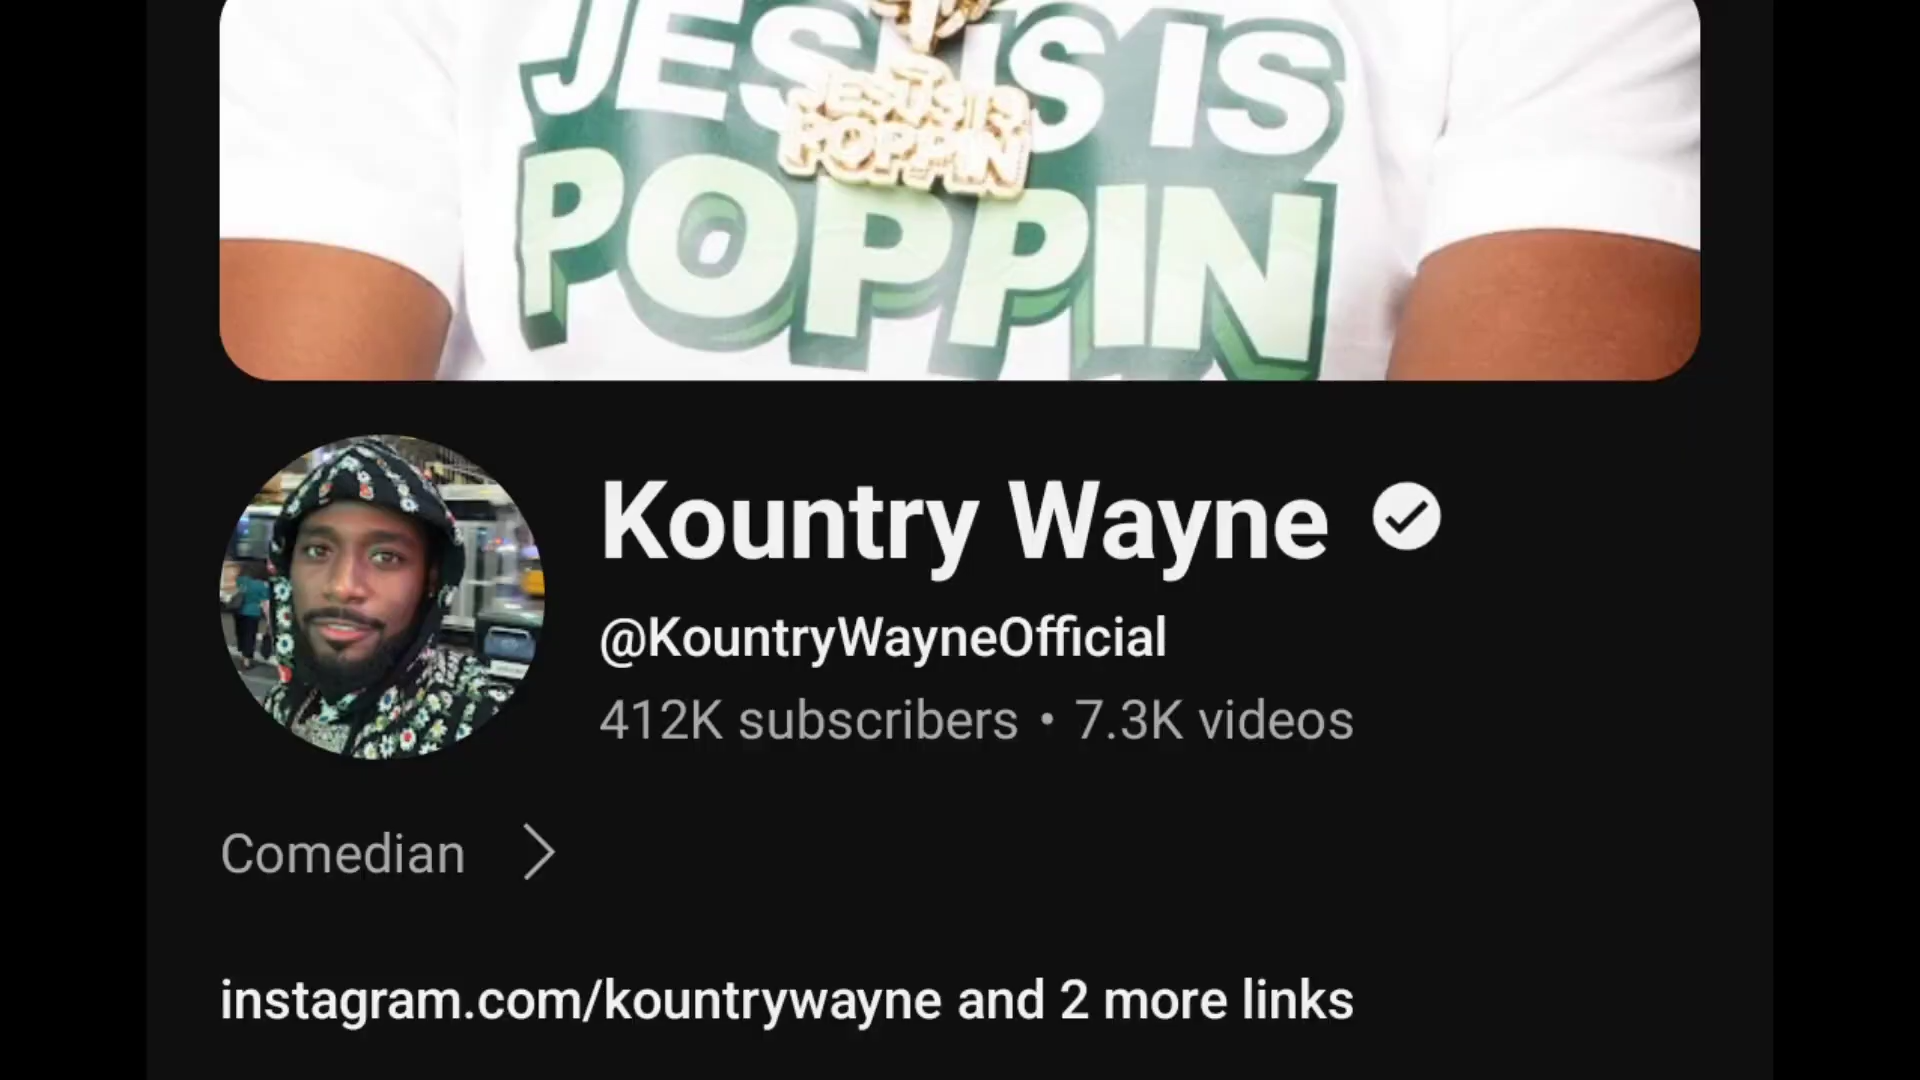 JESUS IS
JESUS IS
POPPIN
POPPIN
Kountry Wayne
@KountryWayneOfficial
412K subscribers • 7.3K videos
Comedian
instagram.com/kountrywayne and 2 more links